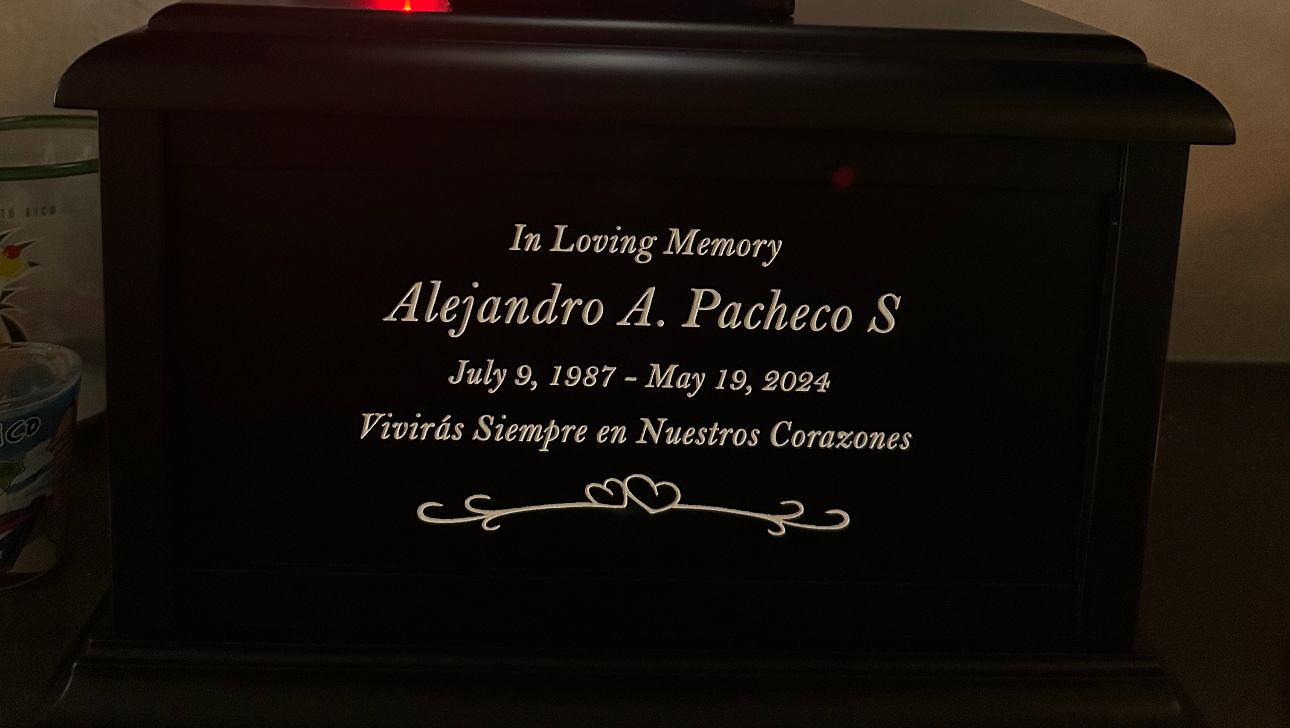 In Loving Memory
Alejandro A. Pacheco S
July 9, 1987 - May 19, 2024
Vivirás Siempre en Nuestros Corazones